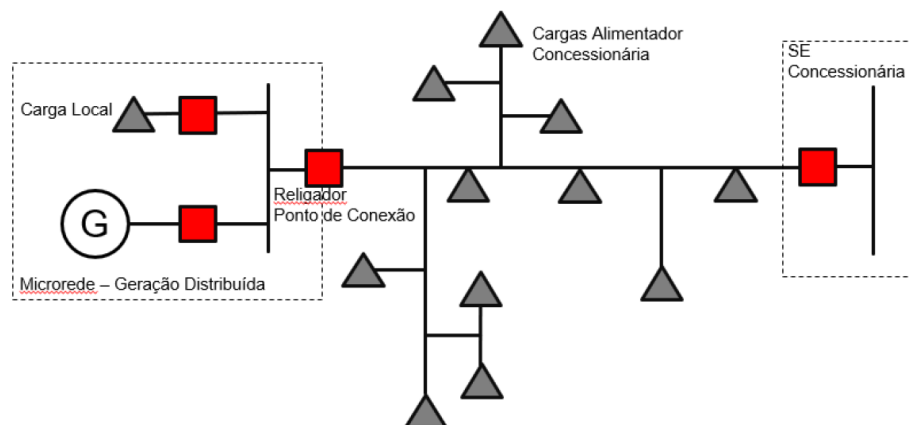 Cargas Alimentador
Concessionária
SE
Concessionária
Carga Local
Religador
Ponto de Conexão
G
Microrede – Geração Distribuída